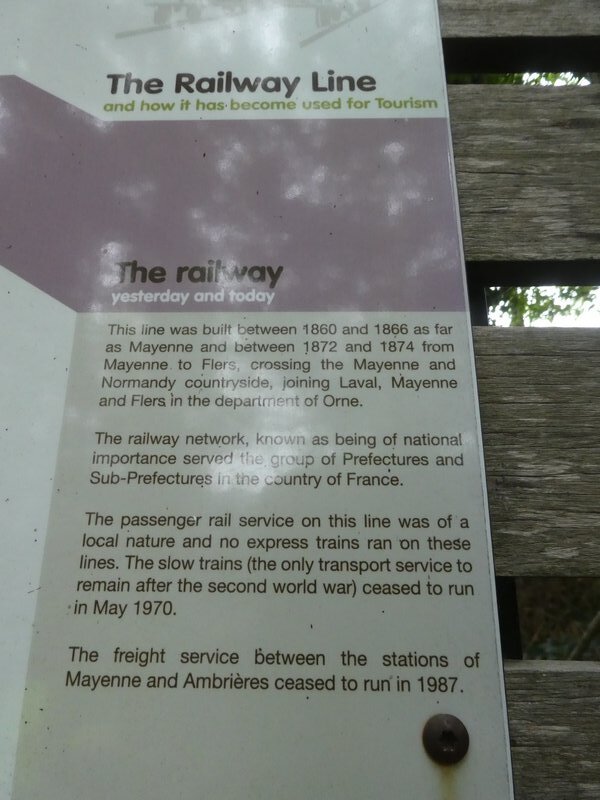 The Railway Line
and how it has become used for Tourism
The railway
yesterday and today
This line was built between 1860 and 1866 as far
as Mayenne and between 1872 and 1874 from
Mayenne to Flers, crossing the Mayenne and
Normandy countryside, joining Laval, Mayenne
and Flers in the department of Orne.
The railway network, known as being of national
importance served the group of Prefectures and
Sub-Prefectures in the country of France.
The passenger rail service on this line was of a
local nature and no express trains ran on these
lines. The slow trains (the only transport service to
remain after the second world war) ceased to run
in May 1970.
The freight service between the stations of
Mayenne and Ambrières ceased to run in 1987.